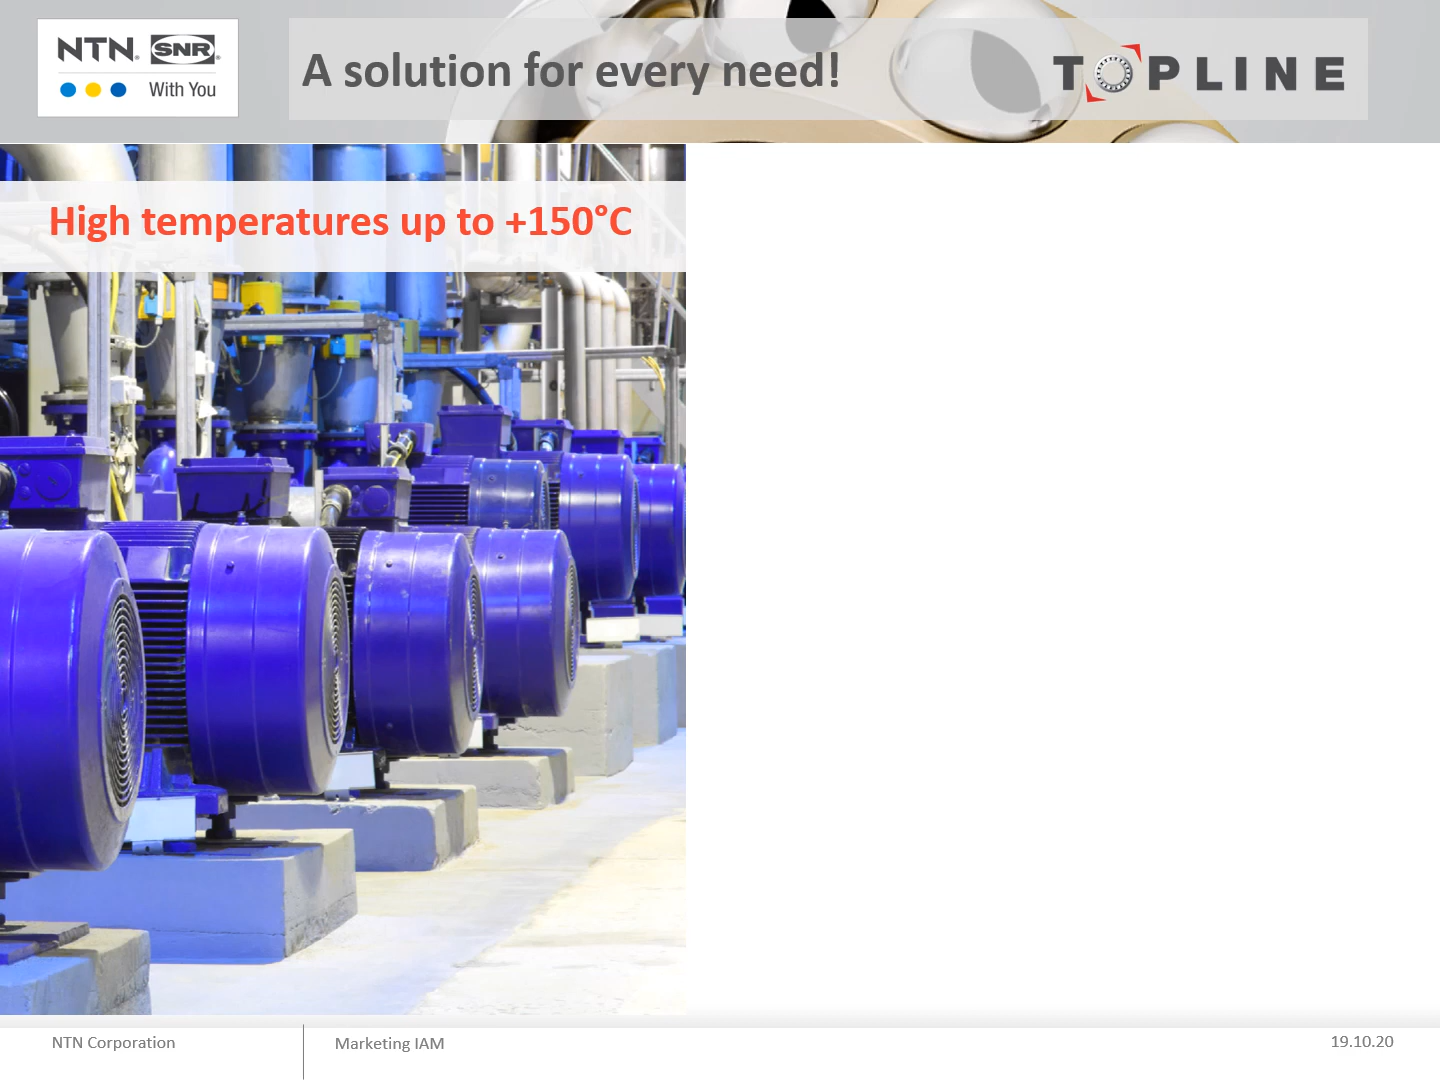 NTN. SNR®
With You
A solution for every need!
TOPLINE
High temperatures up to +150°C
NTN Corporation
Marketing IAM
19.10.20